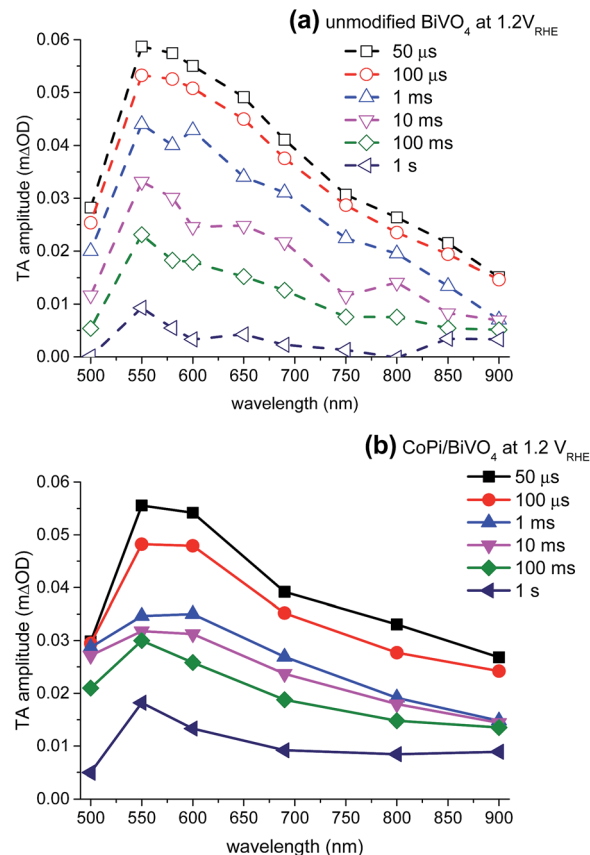 (a) unmodified BiVO₄ at 1.2V_RHE
50 μs
100 μs
1 ms
10 ms
100 ms
1 s
TA amplitude (mΔOD)
0.06
0.05
0.04
0.03
0.02
0.01
0.00
500 550 600 650 700 750 800 850 900
wavelength (nm)
(b) CoPi/BiVO₄ at 1.2 V_RHE
50 μs
100 μs
1 ms
10 ms
100 ms
1 s
TA amplitude (mΔOD)
0.06
0.05
0.04
0.03
0.02
0.01
0.00
500 550 600 650 700 750 800 850 900
wavelength (nm)